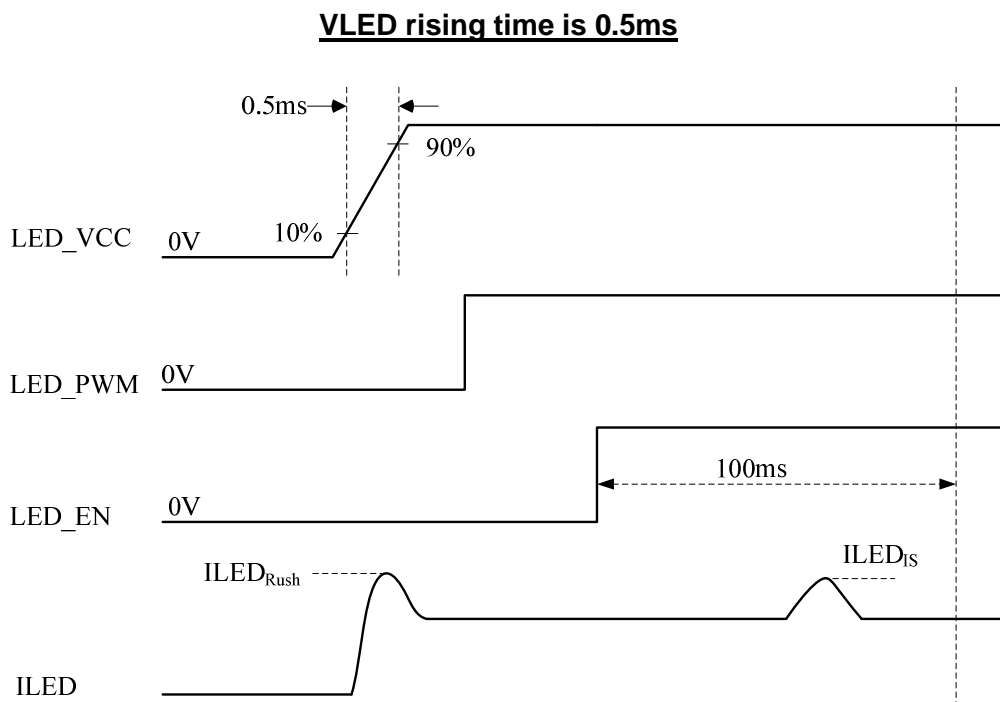 VLED rising time is 0.5ms
0.5ms
90%
10%
LED_VCC
0V
LED_PWM
0V
100ms
LED_EN
0V
ILEDRush
ILEDIS
ILED